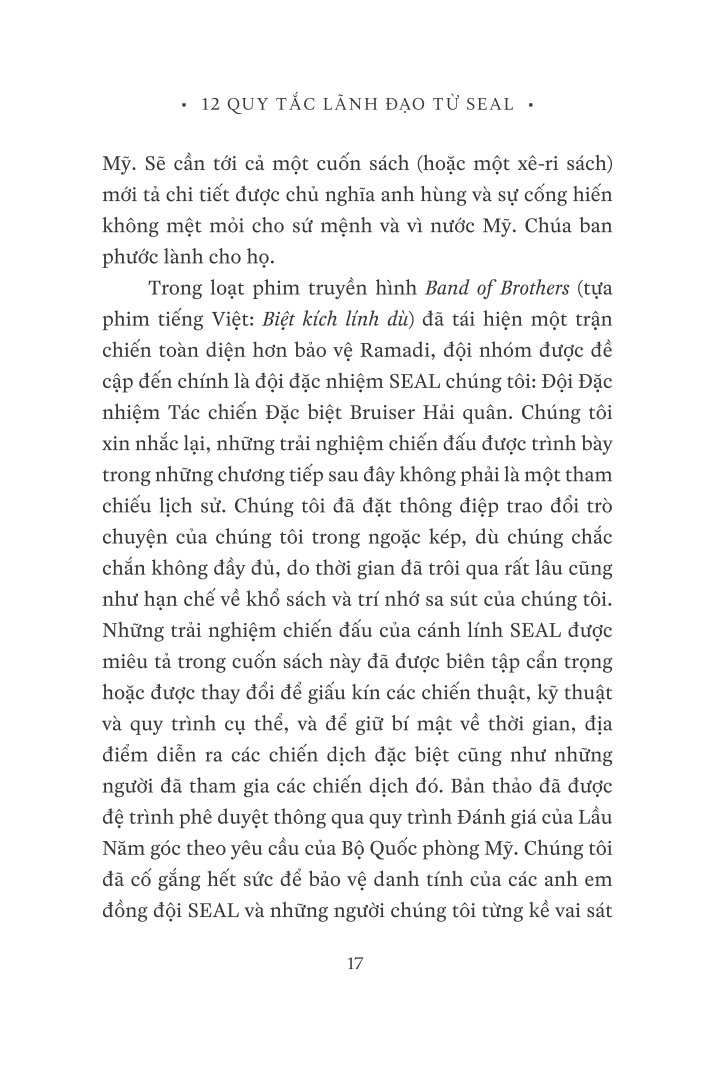 • 12 QUY TẮC LÃNH ĐẠO TỪ SEAL •
Mỹ. Sẽ cần tới cả một cuốn sách (hoặc một xê-ri sách)
mới tả chi tiết được chủ nghĩa anh hùng và sự cống hiến
không mệt mỏi cho sứ mệnh và vì nước Mỹ. Chúa ban
phước lành cho họ.
Trong loạt phim truyền hình Band of Brothers (tựa
phim tiếng Việt: Biệt kích lính dù) đã tái hiện một trận
chiến toàn diện hơn bảo vệ Ramadi, đội nhóm được đề
cập đến chính là đội đặc nhiệm SEAL chúng tôi: Đội Đặc
nhiệm Tác chiến Đặc biệt Bruiser Hải quân. Chúng tôi
xin nhắc lại, những trải nghiệm chiến đấu được trình bày
trong những chương tiếp sau đây không phải là một tham
chiếu lịch sử. Chúng tôi đã đặt thông điệp trao đổi trò
chuyện của chúng tôi trong ngoặc kép, dù chúng chắc
chắn không đầy đủ, do thời gian đã trôi qua rất lâu cũng
như hạn chế về khổ sách và trí nhớ sa sút của chúng tôi.
Những trải nghiệm chiến đấu của cánh lính SEAL được
miêu tả trong cuốn sách này đã được biên tập cẩn trọng
hoặc được thay đổi để giấu kín các chiến thuật, kỹ thuật
và quy trình cụ thể, và để giữ bí mật về thời gian, địa
điểm diễn ra các chiến dịch đặc biệt cũng như những
người đã tham gia các chiến dịch đó. Bản thảo đã được
đệ trình phê duyệt thông qua quy trình Đánh giá của Lầu
Năm góc theo yêu cầu của Bộ Quốc phòng Mỹ. Chúng tôi
đã cố gắng hết sức để bảo vệ danh tính của các anh em
đồng đội SEAL và những người chúng tôi từng kề vai sát
17